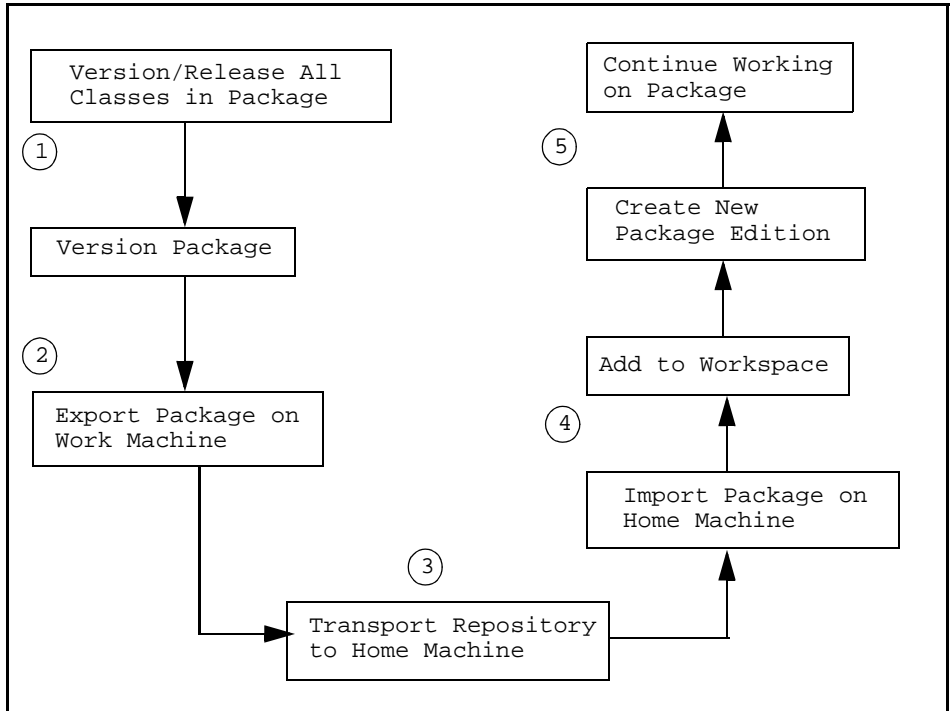 Version/Release All
Classes in Package
1
Version Package
2
Export Package on
Work Machine
3
Transport Repository
to Home Machine
Import Package on
Home Machine
4
Add to Workspace
Create New
Package Edition
5
Continue Working
on Package